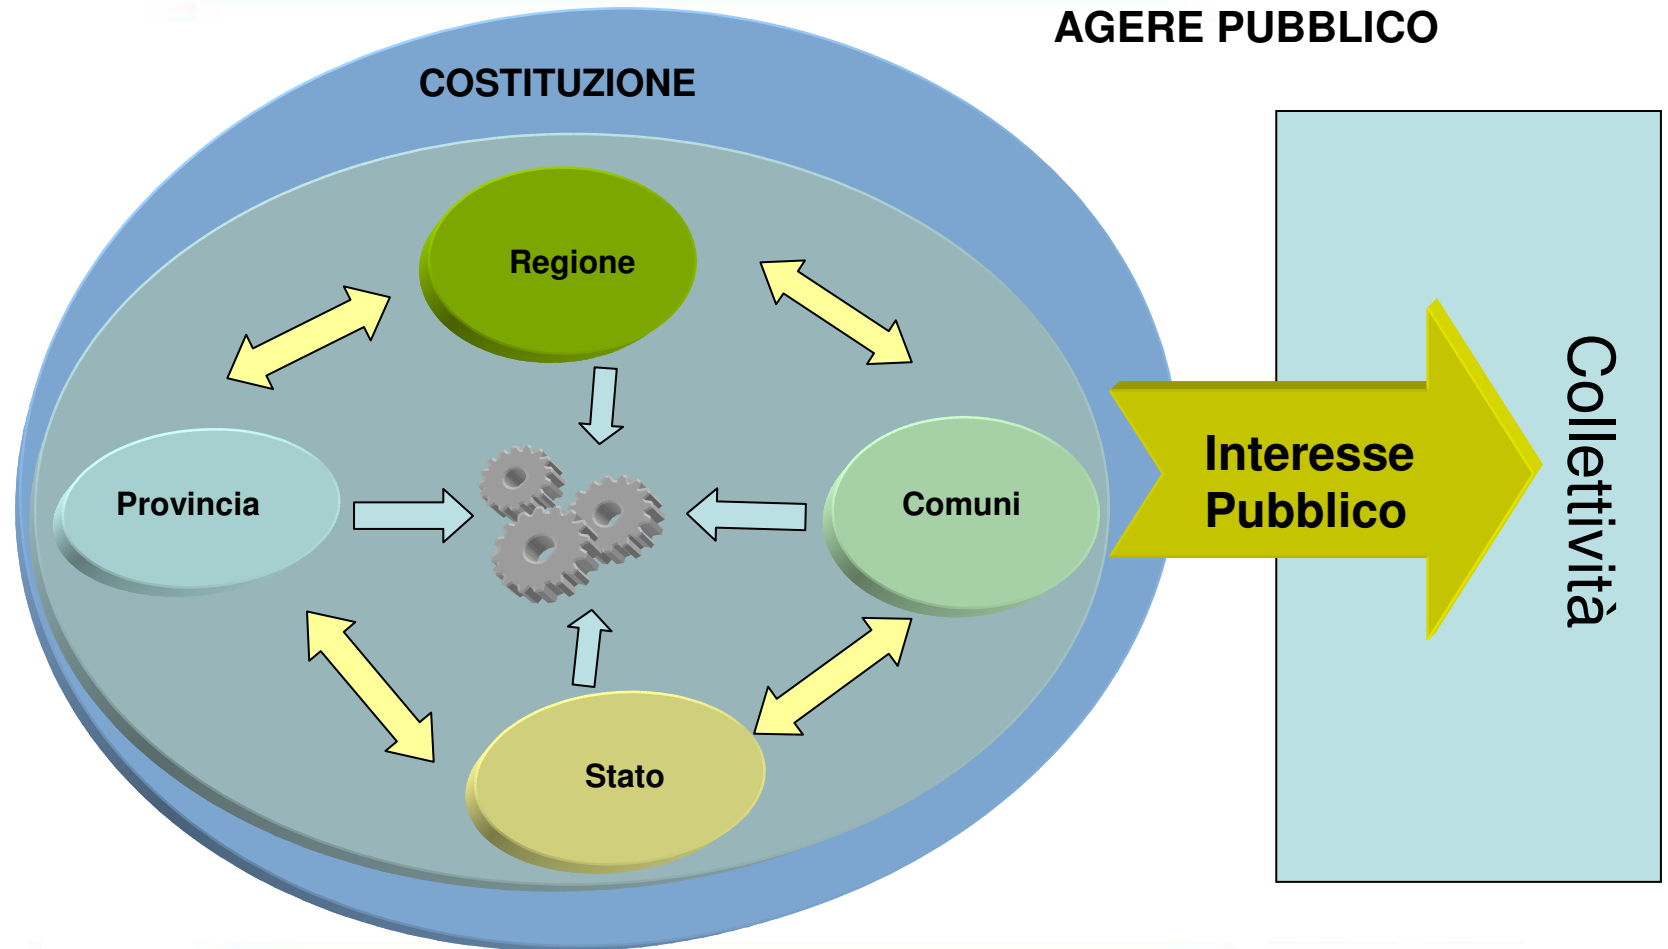 AGERE PUBBLICO
COSTITUZIONE
Regione
Provincia
Comuni
Stato
Interesse
Pubblico
Collettività